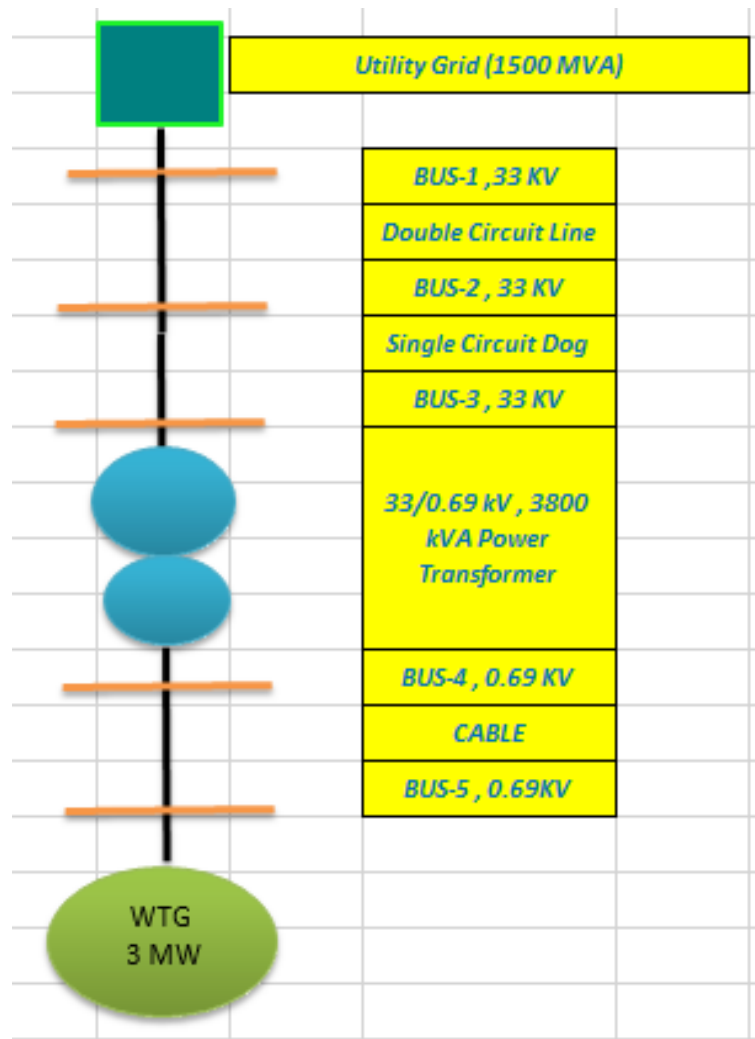 Utility Grid (1500 MVA)
BUS-1 ,33 KV
Double Circuit Line
BUS-2 , 33 KV
Single Circuit Dog
BUS-3 , 33 KV
33/0.69 kV , 3800
kVA Power
Transformer
BUS-4 , 0.69 KV
CABLE
BUS-5 , 0.69KV
WTG
3 MW